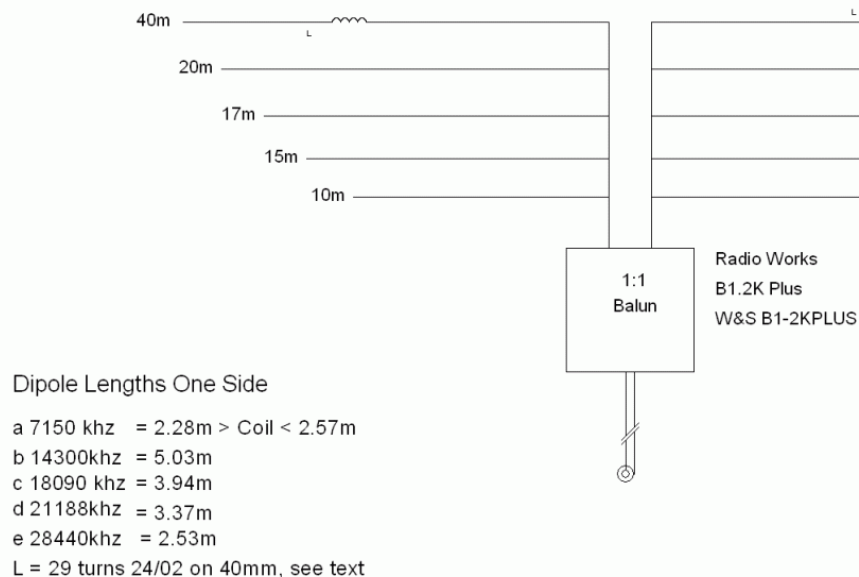 40m
L
L
20m
17m
15m
10m
1:1
Balun
Radio Works
B1.2K Plus
W&S B1-2KPLUS
Dipole Lengths One Side
a 7150 khz = 2.28m > Coil < 2.57m
b 14300khz = 5.03m
c 18090 khz = 3.94m
d 21188khz = 3.37m
e 28440khz = 2.53m
L = 29 turns 24/02 on 40mm, see text